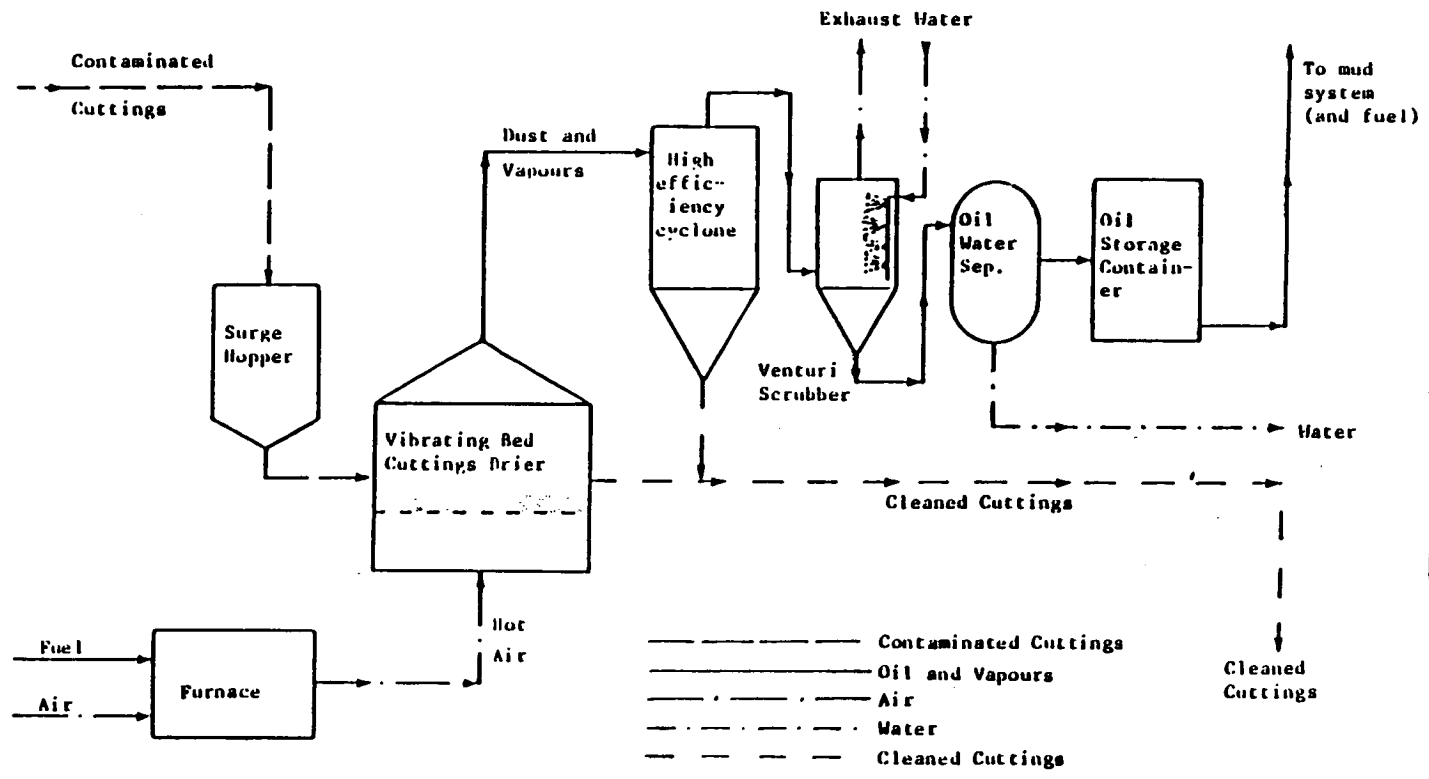 Exhaust Water
Contaminated
Cuttings
To mud
system
(and fuel)
Dust and
Vapours
High
effic-
iency
cyclone
Oil
Water
Sep.
Oil
Storage
Contain-
er
Surge
Hopper
Venturi
Scrubber
Vibrating Bed
Cuttings Drier
Water
Cleaned Cuttings
Hot
Air
Fuel
Air
Furnace
Contaminated Cuttings
Oil and Vapours
Air
Water
Cleaned Cuttings
Cleaned
Cuttings